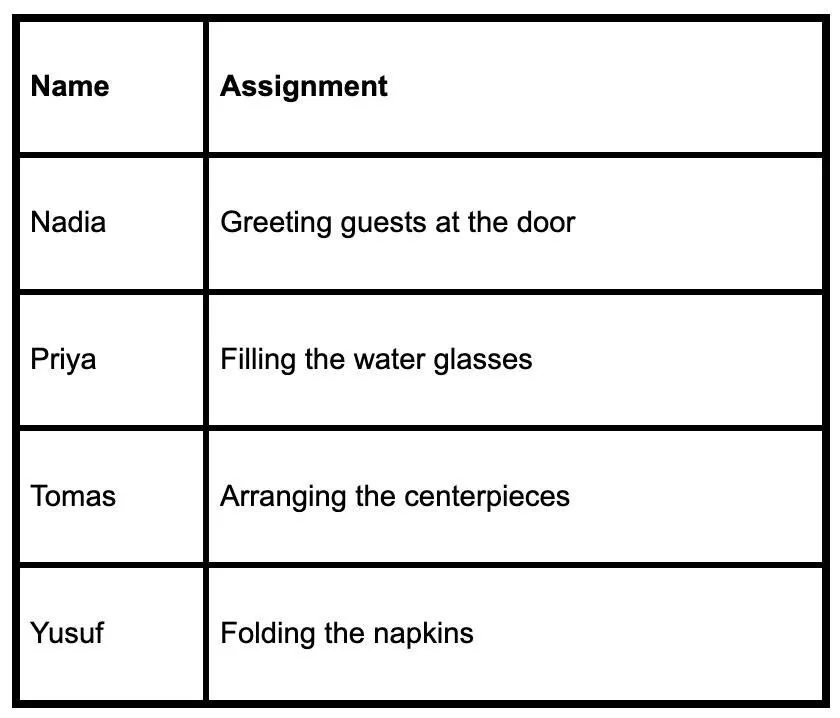 Name Assignment
Nadia Greeting guests at the door
Priya Filling the water glasses
Tomas Arranging the centerpieces
Yusuf Folding the napkins